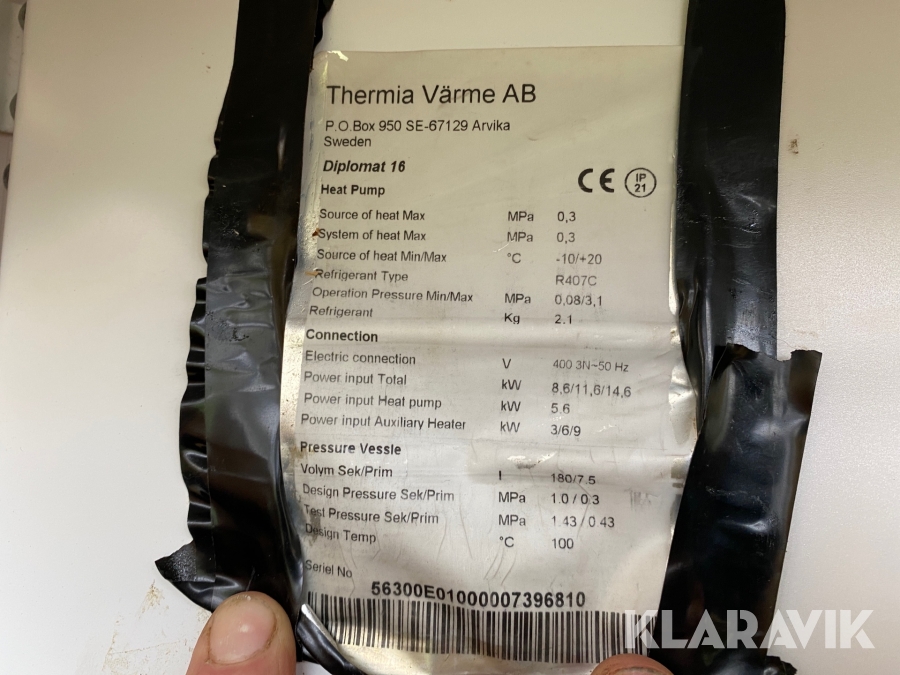 Thermia Värme AB
P.O.Box 950 SE-67129 Arvika
Sweden
Diplomat 16
Heat Pump
CE IP 21
Source of heat Max MPa 0,3
System of heat Max MPa 0,3
Source of heat Min/Max °C -10/+20
Refrigerant Type R407C
Operation Pressure Min/Max MPa 0,08/3,1
Refrigerant Kg 2.1
Connection
Electric connection V 400 3N~50 Hz
Power input Total kW 8,6/11,6/14,6
Power input Heat pump kW 5.6
Power input Auxiliary Heater kW 3/6/9
Pressure Vessle
Volym Sek/Prim l 180/7.5
Design Pressure Sek/Prim MPa 1.0 / 0.3
Test Pressure Sek/Prim MPa 1.43 / 0.43
Design Temp °C 100
Seriel No 56300E01000007396810
KLARAVIK